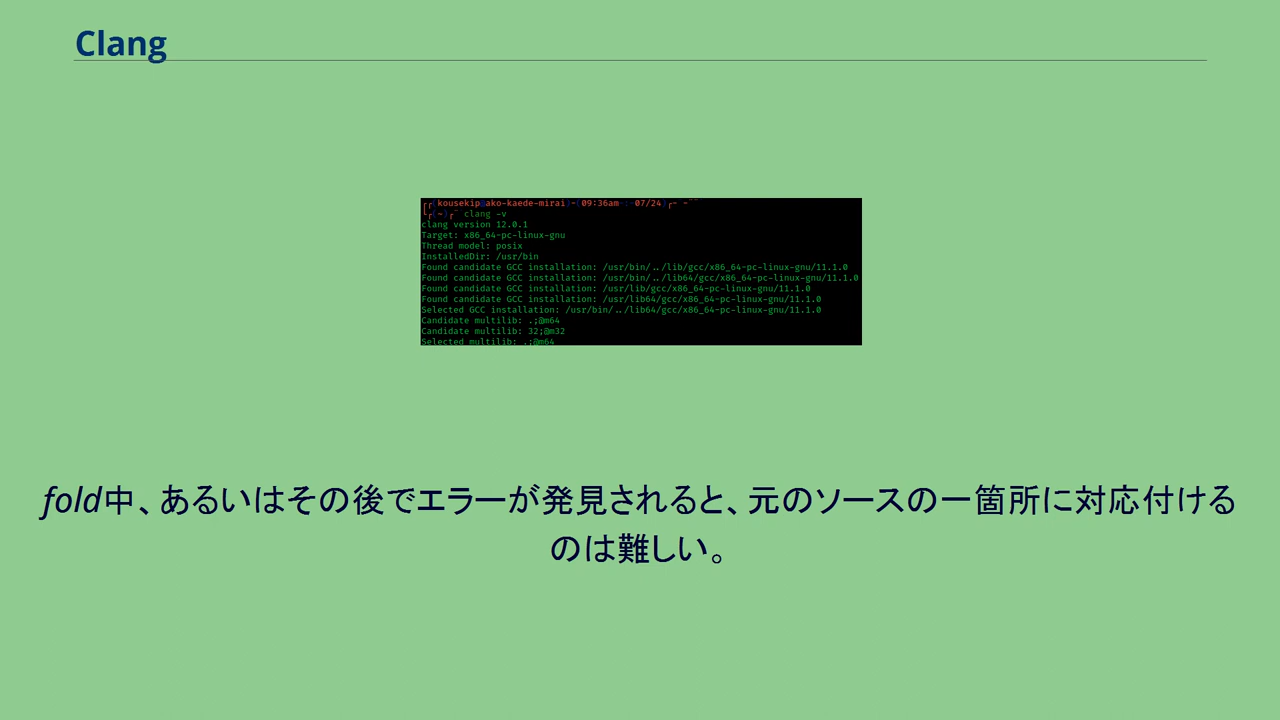 Clang
kousekip@ako-kaede-mirai)-(09:36am 07/24)
(~) clang -v
clang version 12.0.1
Target: x86_64-pc-linux-gnu
Thread model: posix
InstalledDir: /usr/bin
Found candidate GCC installation: /usr/bin/../lib/gcc/x86_64-pc-linux-gnu/11.1.0
Found candidate GCC installation: /usr/bin/../lib64/gcc/x86_64-pc-linux-gnu/11.1.0
Found candidate GCC installation: /usr/lib/gcc/x86_64-pc-linux-gnu/11.1.0
Found candidate GCC installation: /usr/lib64/gcc/x86_64-pc-linux-gnu/11.1.0
Selected GCC installation: /usr/bin/../lib64/gcc/x86_64-pc-linux-gnu/11.1.0
Candidate multilib: .;@m64
Candidate multilib: 32;@m32
Selected multilib: .;@m64
fold中、あるいはその後でエラーが発見されると、元のソースの一箇所に対応付ける
のは難しい。